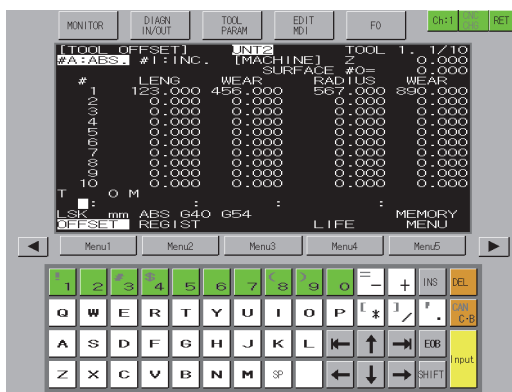 MONITOR DIAGN IN/OUT TOOL PARAM EDIT MDI F0 Ch:1 CNC CHG RET
[TOOL OFFSET] UNT2 TOOL 1. 1/10
#A:ABS. #I:INC. [MACHINE] Z 0.000
SURFACE #0= 0.000
# LENG WEAR RADIUS WEAR
1 123.000 456.000 567.000 890.000
2 0.000 0.000 0.000 0.000
3 0.000 0.000 0.000 0.000
4 0.000 0.000 0.000 0.000
5 0.000 0.000 0.000 0.000
6 0.000 0.000 0.000 0.000
7 0.000 0.000 0.000 0.000
8 0.000 0.000 0.000 0.000
9 0.000 0.000 0.000 0.000
10 0.000 0.000 0.000 0.000
T 0 M
: : : :
LSK mm ABS G40 G54 MEMORY
OFFSET REGIST LIFE MENU
Menu1 Menu2 Menu3 Menu4 Menu5
! 1 2 # 3 $ 4 5 6 7 ( 8 ) 9 0 = - + INS DEL
Q W E R T Y U I O P [ * ] / ' . CAN C-B
A S D F G H J K L EOB Input
Z X C V B N M SP SHIFT